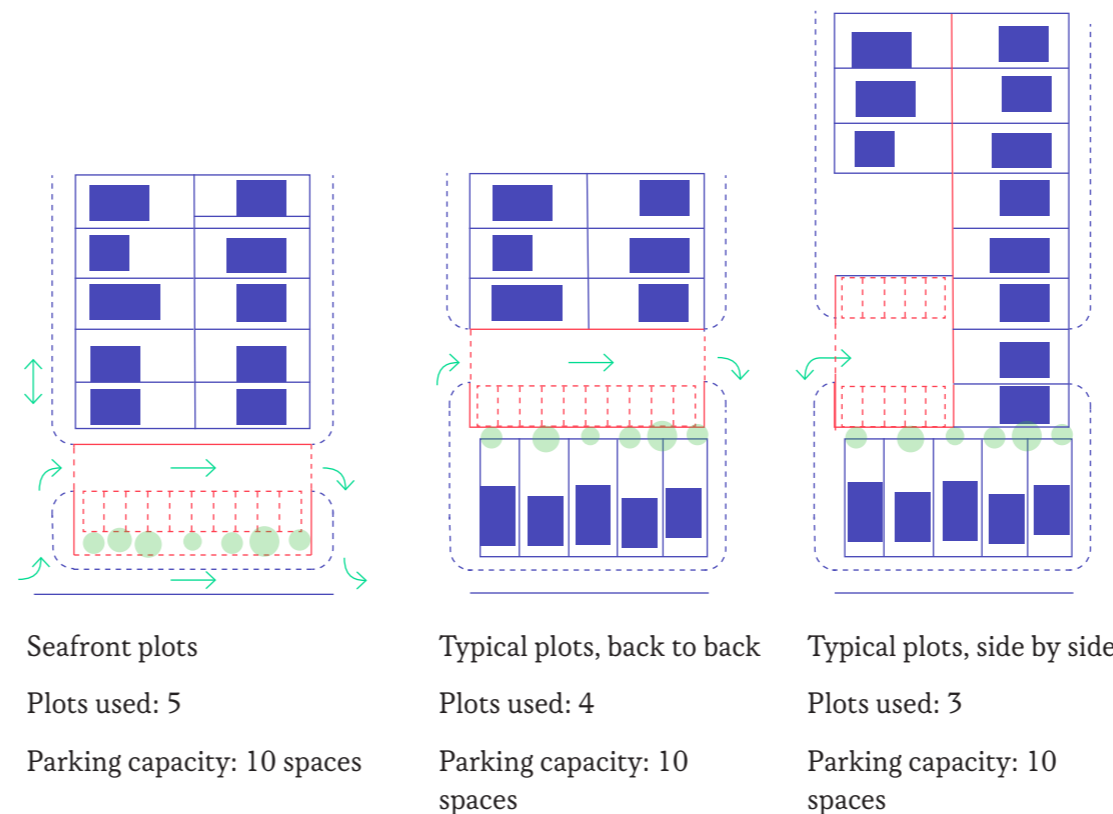 Seafront plots
Plots used: 5
Parking capacity: 10 spaces
Typical plots, back to back
Plots used: 4
Parking capacity: 10
spaces
Typical plots, side by side
Plots used: 3
Parking capacity: 10
spaces